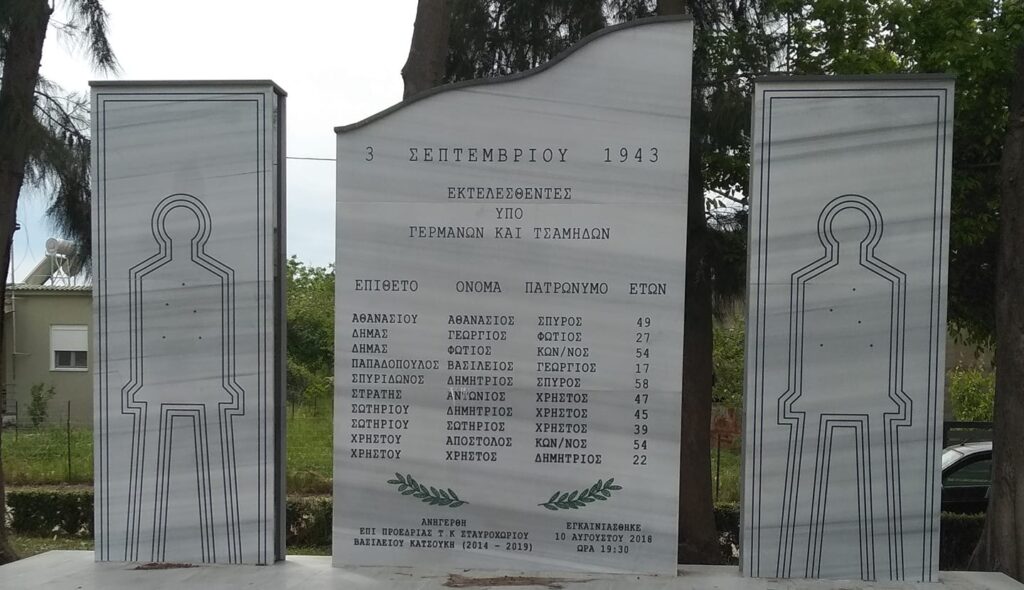 3 ΣΕΠΤΕΜΒΡΙΟΥ 1943
ΕΚΤΕΛΕΣΘΕΝΤΕΣ
ΥΠΟ
ΓΕΡΜΑΝΩΝ ΚΑΙ ΤΣΑΜΗΔΩΝ
ΕΠΙΘΕΤΟ ΟΝΟΜΑ ΠΑΤΡΩΝΥΜΟ ΕΤΩΝ
ΑΘΑΝΑΣΙΟΥ ΑΘΑΝΑΣΙΟΣ ΣΠΥΡΟΣ 49
ΔΗΜΑΣ ΓΕΩΡΓΙΟΣ ΦΩΤΙΟΣ 27
ΔΗΜΑΣ ΦΩΤΙΟΣ ΚΩΝ/ΝΟΣ 54
ΠΑΠΑΔΟΠΟΥΛΟΣ ΒΑΣΙΛΕΙΟΣ ΓΕΩΡΓΙΟΣ 17
ΣΠΥΡΙΔΩΝΟΣ ΔΗΜΗΤΡΙΟΣ ΣΠΥΡΟΣ 58
ΣΤΡΑΤΗΣ ΑΝΤΩΝΙΟΣ ΧΡΗΣΤΟΣ 47
ΣΩΤΗΡΙΟΥ ΔΗΜΗΤΡΙΟΣ ΧΡΗΣΤΟΣ 45
ΣΩΤΗΡΙΟΥ ΣΩΤΗΡΙΟΣ ΧΡΗΣΤΟΣ 39
ΧΡΗΣΤΟΥ ΑΠΟΣΤΟΛΟΣ ΚΩΝ/ΝΟΣ 54
ΧΡΗΣΤΟΥ ΧΡΗΣΤΟΣ ΔΗΜΗΤΡΙΟΣ 22
ΑΝΗΓΕΡΘΗ
ΕΠΙ ΠΡΟΕΔΡΙΑΣ Τ.Κ ΣΤΑΥΡΟΧΩΡΙΟΥ
ΒΑΣΙΛΕΙΟΥ ΚΑΤΣΟΥΚΗ (2014 - 2019)
ΕΓΚΑΙΝΙΑΣΘΗΚΕ
10 ΑΥΓΟΥΣΤΟΥ 2018
ΩΡΑ 19:30